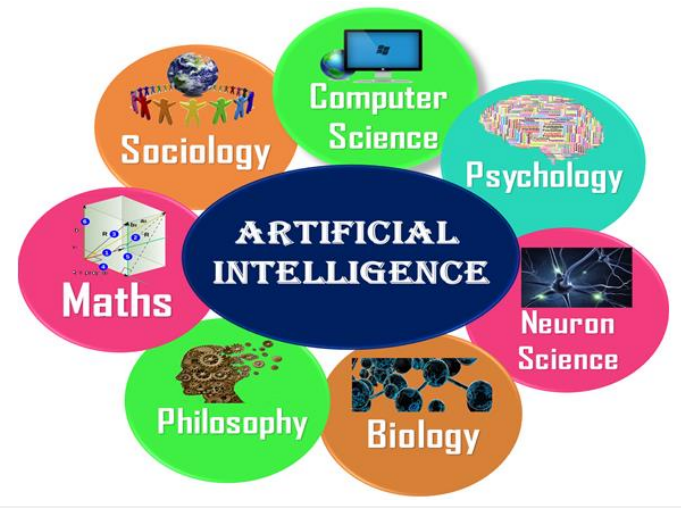 Computer
Science
Sociology
Psychology
ARTIFICIAL
INTELLIGENCE
Maths
Neuron
Science
Philosophy
Biology